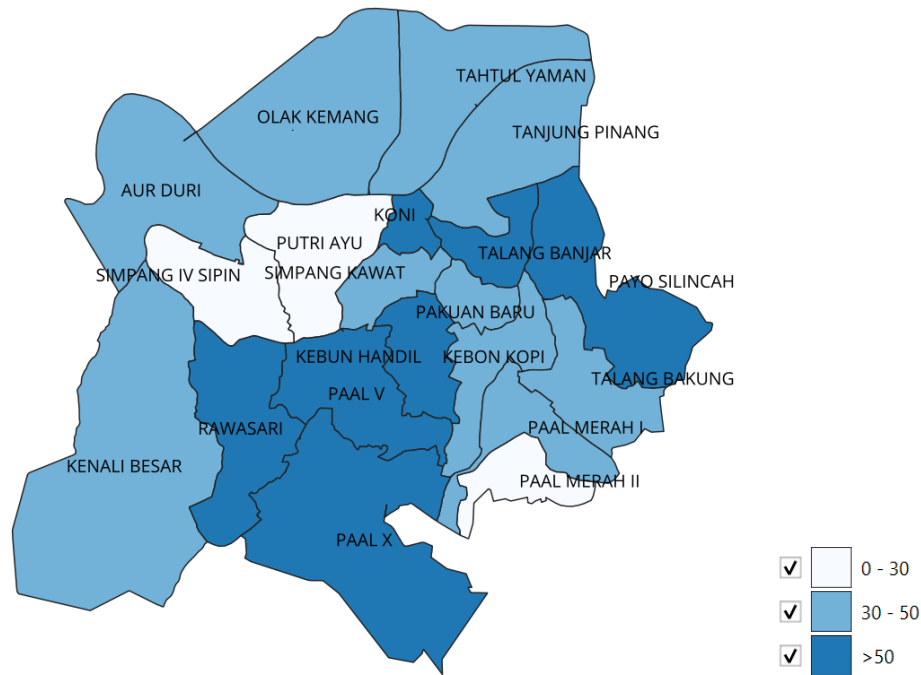 TAHTUL YAMAN
OLAK KEMANG
TANJUNG PINANG
AUR DURI
KONI
PUTRI AYU
TALANG BANJAR
SIMPANG IV SIPIN
SIMPANG KAWAT
PAYO SILINCAH
PAKUAN BARU
KEBUN HANDIL
KEBON KOPI
TALANG BAKUNG
PAAL V
RAWASARI
PAAL MERAH I
KENALI BESAR
PAAL MERAH II
PAAL X
0 - 30
30 - 50
>50